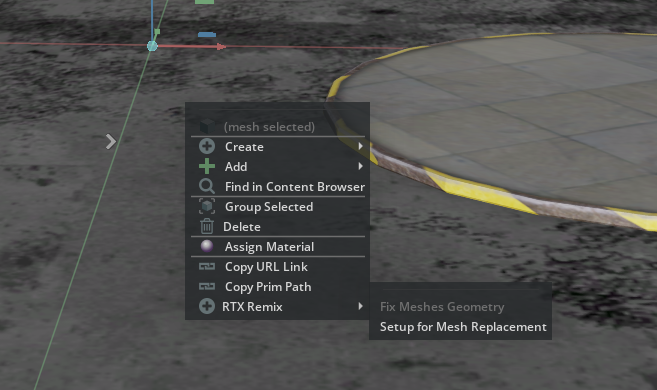 (mesh selected)
Create
Add
Find in Content Browser
Group Selected
Delete
Assign Material
Copy URL Link
Copy Prim Path
RTX Remix
Fix Meshes Geometry
Setup for Mesh Replacement